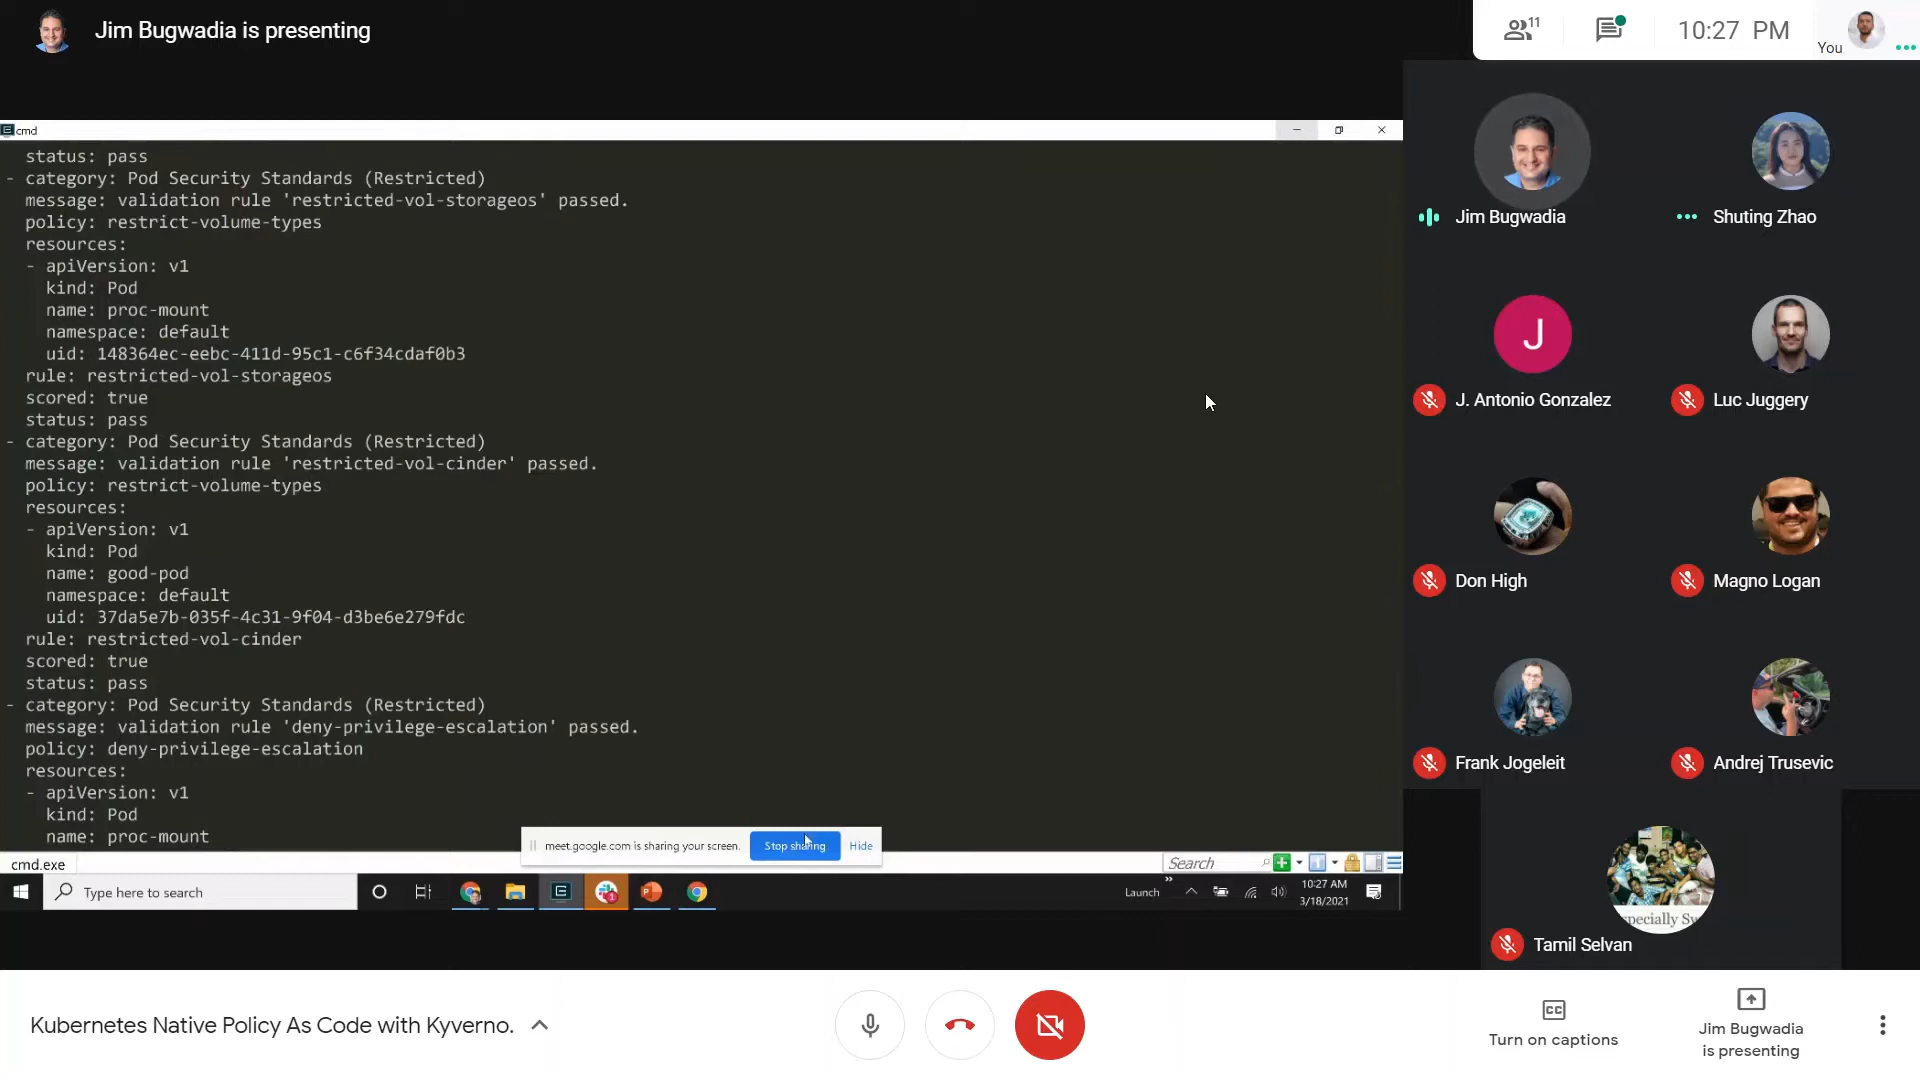 Jim Bugwadia is presenting
11
10:27 PM
You
cmd
status: pass
- category: Pod Security Standards (Restricted)
message: validation rule 'restricted-vol-storageos' passed.
policy: restrict-volume-types
resources:
- apiVersion: v1
kind: Pod
name: proc-mount
namespace: default
uid: 148364ec-eebc-411d-95c1-c6f34cdaf0b3
rule: restricted-vol-storageos
scored: true
status: pass
- category: Pod Security Standards (Restricted)
message: validation rule 'restricted-vol-cinder' passed.
policy: restrict-volume-types
resources:
- apiVersion: v1
kind: Pod
name: good-pod
namespace: default
uid: 37da5e7b-035f-4c31-9f04-d3be6e279fdc
rule: restricted-vol-cinder
scored: true
status: pass
- category: Pod Security Standards (Restricted)
message: validation rule 'deny-privilege-escalation' passed.
policy: deny-privilege-escalation
resources:
- apiVersion: v1
kind: Pod
name: proc-mount
meet.google.com is sharing your screen. Stop sharing Hide
cmd.exe
Search
Type here to search
Launch
10:27 AM
3/18/2021
Jim Bugwadia
Shuting Zhao
J
J. Antonio Gonzalez
Luc Juggery
Don High
Magno Logan
Frank Jogeleit
Andrej Trusevic
Tamil Selvan
Kubernetes Native Policy As Code with Kyverno.
CC
Turn on captions
Jim Bugwadia
is presenting